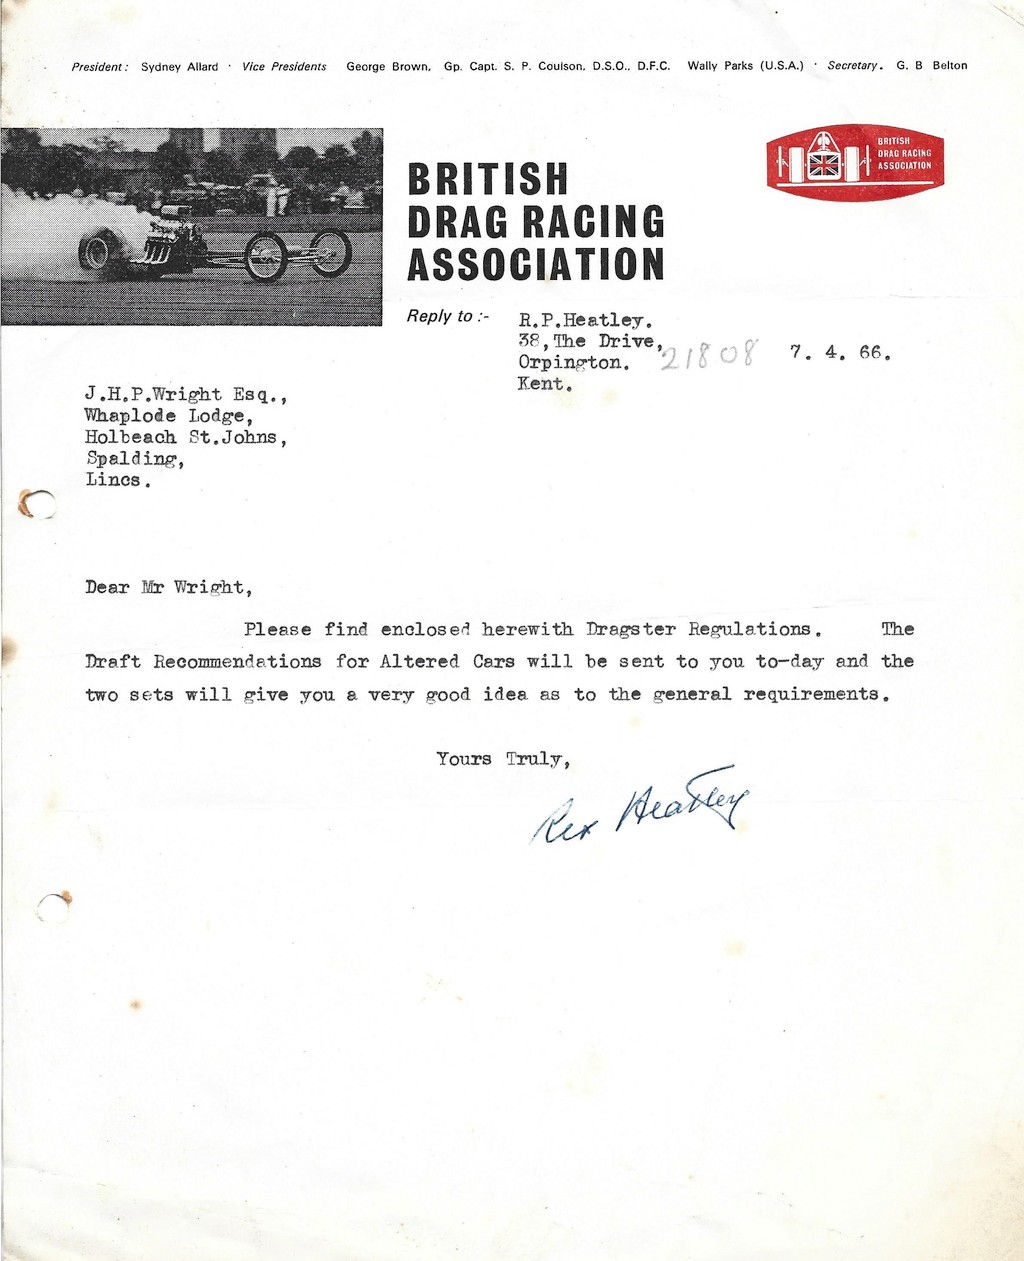 President: Sydney Allard · Vice Presidents George Brown, Gp. Capt. S. P. Coulson, D.S.O., D.F.C. Wally Parks (U.S.A.) · Secretary. G. B Belton
BRITISH
DRAG RACING
ASSOCIATION
BRITISH
DRAG RACING
ASSOCIATION
Reply to :-
R.P.Heatley.
38,The Drive,
Orpington. 21808
Kent.
7. 4. 66.
J.H.P.Wright Esq.,
Whaplode Lodge,
Holbeach St.Johns,
Spalding,
Lincs.
Dear Mr Wright,
Please find enclosed herewith Dragster Regulations. The
Draft Recommendations for Altered Cars will be sent to you to-day and the
two sets will give you a very good idea as to the general requirements.
Yours Truly,
Rex Heatley